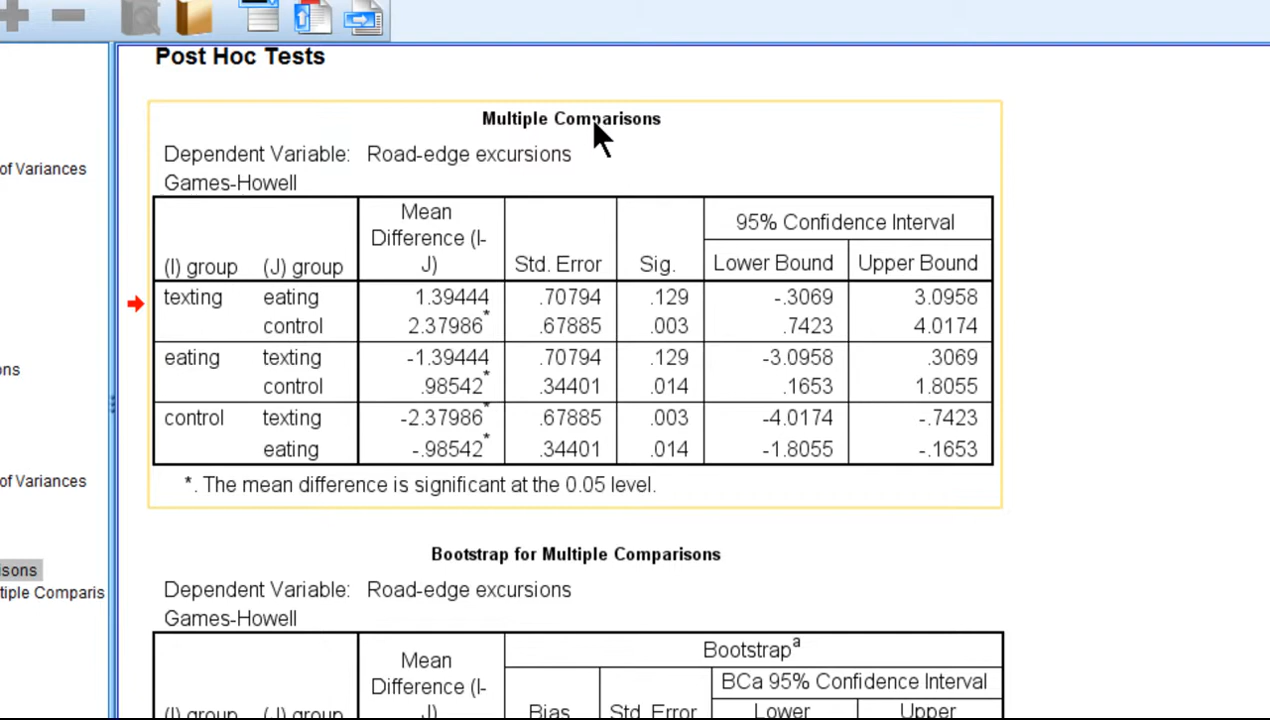 Post Hoc Tests
of Variances
ons
of Variances
isons
tiple Comparis
Multiple Comparisons
Dependent Variable: Road-edge excursions
Games-Howell
(I) group (J) group Mean Difference (I-J) Std. Error Sig. 95% Confidence Interval Lower Bound Upper Bound
texting eating 1.39444 .70794 .129 -.3069 3.0958
control 2.37986* .67885 .003 .7423 4.0174
eating texting -1.39444 .70794 .129 -3.0958 .3069
control .98542* .34401 .014 .1653 1.8055
control texting -2.37986* .67885 .003 -4.0174 -.7423
eating -.98542* .34401 .014 -1.8055 -.1653
*. The mean difference is significant at the 0.05 level.
Bootstrap for Multiple Comparisons
Dependent Variable: Road-edge excursions
Games-Howell
Bootstrapa
Mean
Difference (I-
BCa 95% Confidence Interval
(I) group (J) group J) Bias Std. Error Lower Upper